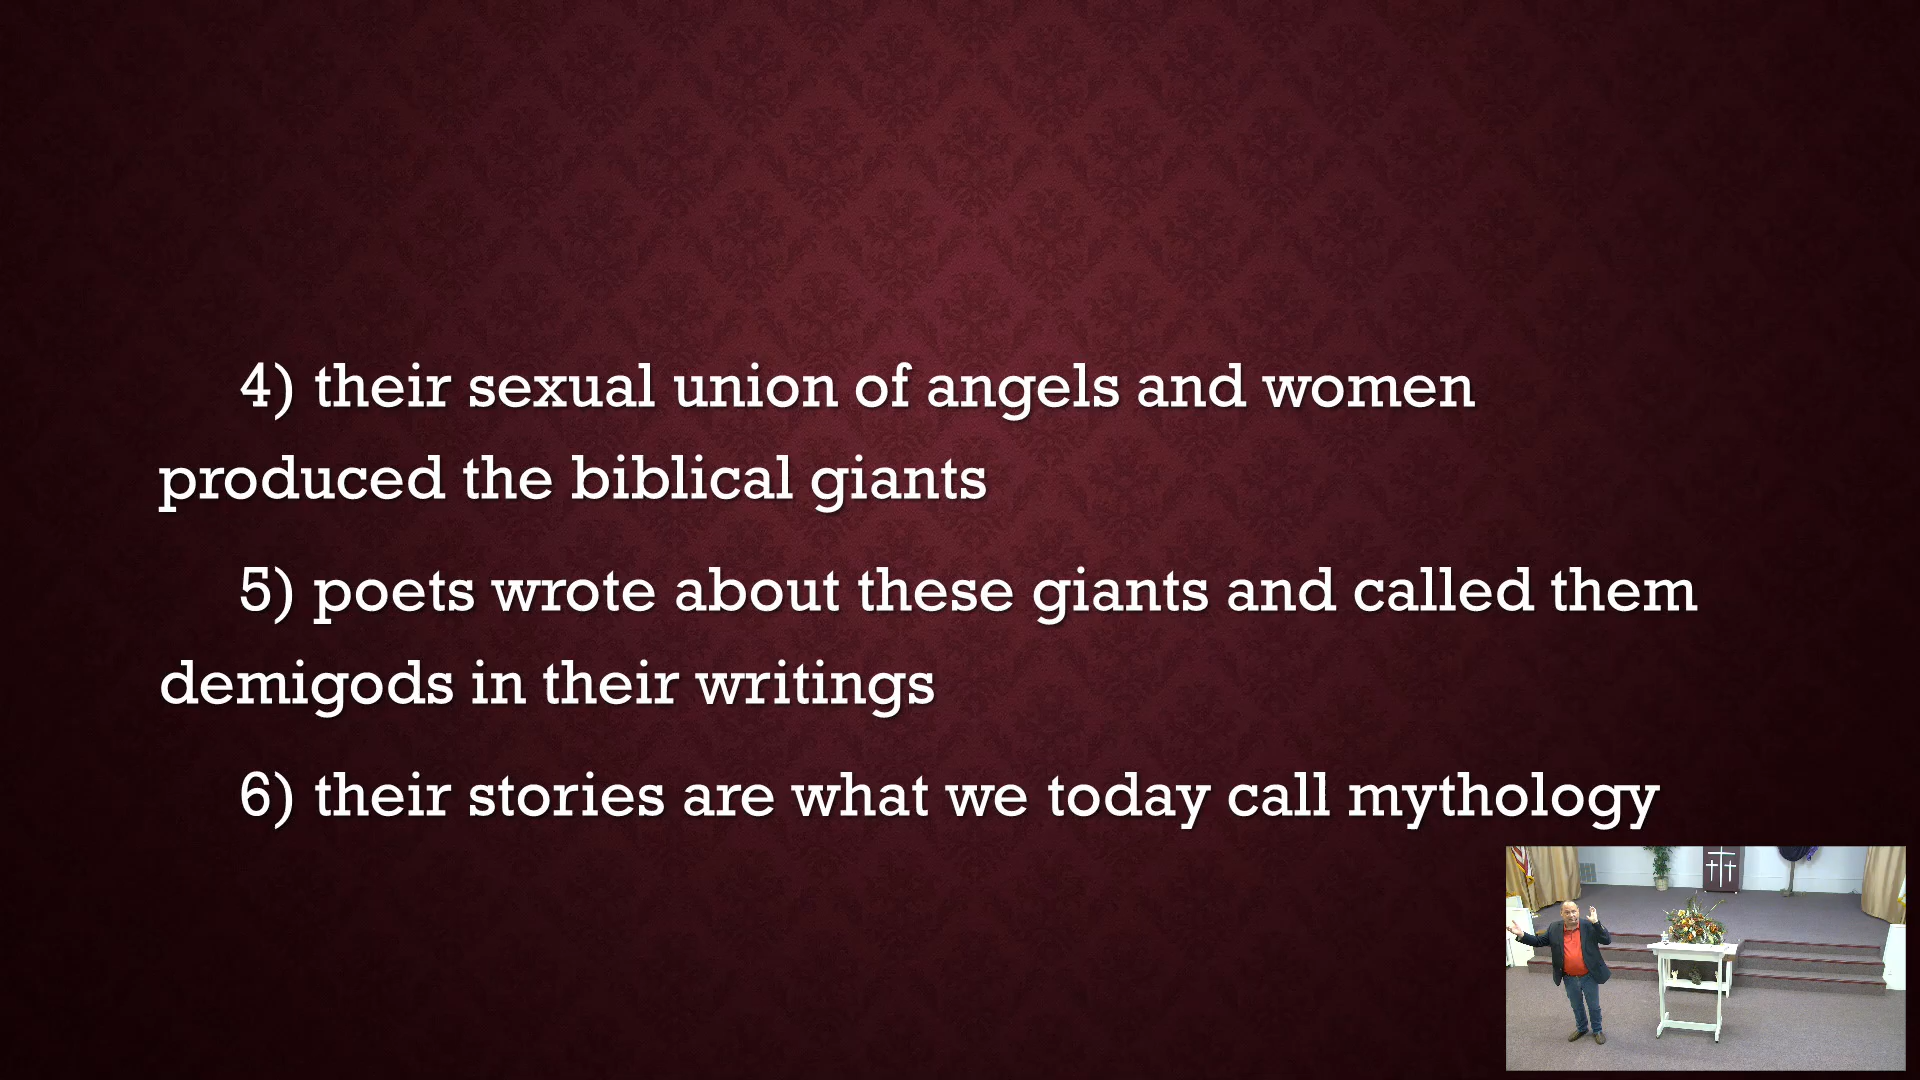 4) their sexual union of angels and women
produced the biblical giants
5) poets wrote about these giants and called them
demigods in their writings
6) their stories are what we today call mythology